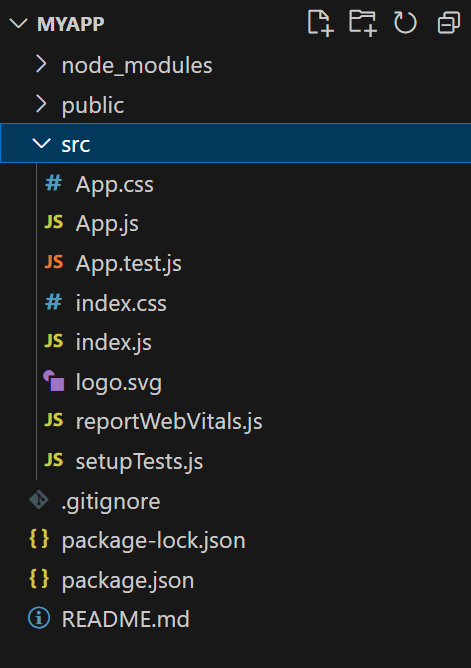 MYAPP
node_modules
public
src
# App.css
JS App.js
JS App.test.js
# index.css
JS index.js
logo.svg
JS reportWebVitals.js
JS setupTests.js
.gitignore
{} package-lock.json
{} package.json
README.md